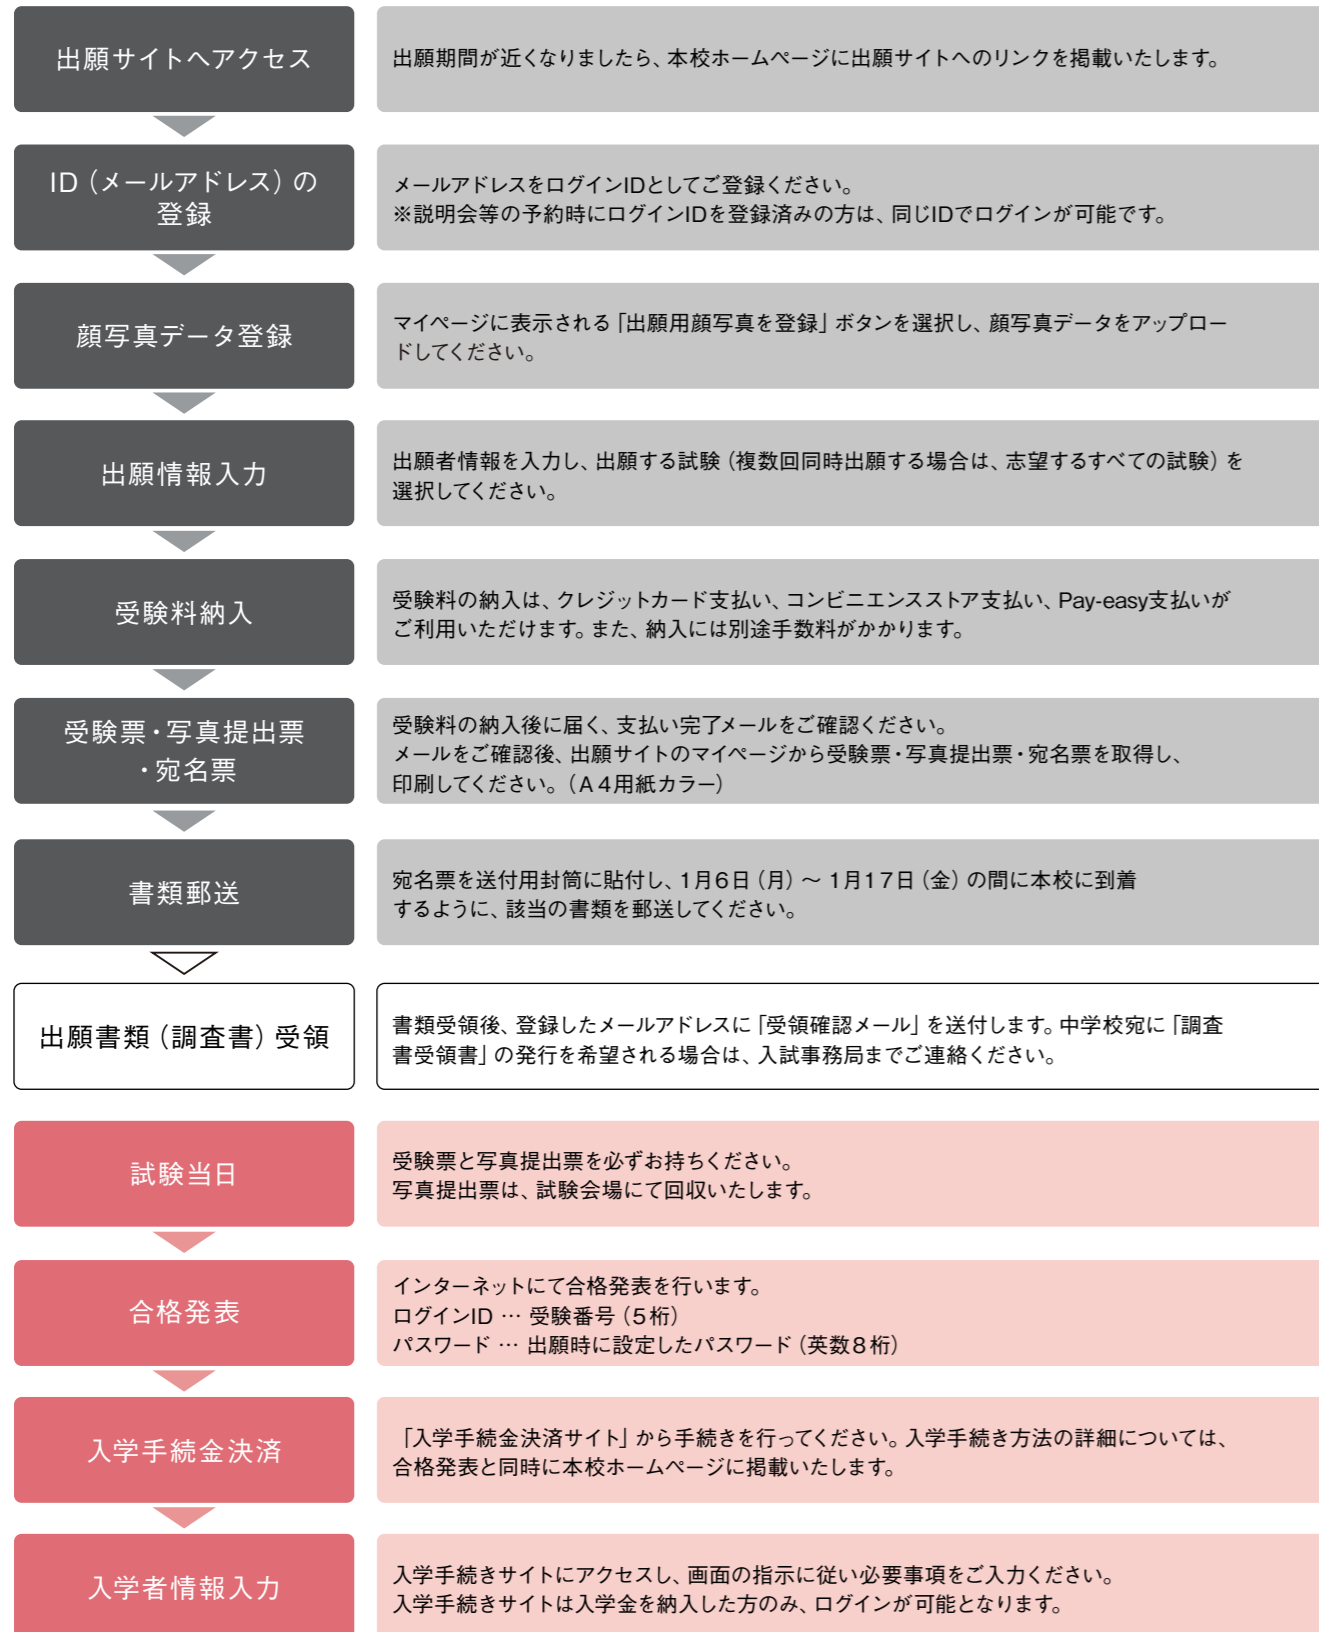 出願サイトへアクセス
出願期間が近くなりましたら、本校ホームページに出願サイトへのリンクを掲載いたします。
ID（メールアドレス）の
登録
メールアドレスをログインIDとしてご登録ください。
※説明会等の予約時にログインIDを登録済みの方は、同じIDでログインが可能です。
顔写真データ登録
マイページに表示される「出願用顔写真を登録」ボタンを選択し、顔写真データをアップロー
ドしてください。
出願情報入力
出願者情報を入力し、出願する試験（複数回同時出願する場合は、志望するすべての試験）を
選択してください。
受験料納入
受験料の納入は、クレジットカード支払い、コンビニエンスストア支払い、Pay-easy支払いが
ご利用いただけます。また、納入には別途手数料がかかります。
受験票・写真提出票
・宛名票
受験料の納入後に届く、支払い完了メールをご確認ください。
メールをご確認後、出願サイトのマイページから受験票・写真提出票・宛名票を取得し、
印刷してください。（A４用紙カラー）
書類郵送
宛名票を送付用封筒に貼付し、1月6日（月）～ 1月17日（金）の間に本校に到着
するように、該当の書類を郵送してください。
出願書類（調査書）受領
書類受領後、登録したメールアドレスに「受領確認メール」を送付します。中学校宛に「調査
書受領書」の発行を希望される場合は、入試事務局までご連絡ください。
試験当日
受験票と写真提出票を必ずお持ちください。
写真提出票は、試験会場にて回収いたします。
合格発表
インターネットにて合格発表を行います。
ログインID … 受験番号（5桁）
パスワード … 出願時に設定したパスワード（英数8桁）
入学手続金決済
「入学手続金決済サイト」から手続きを行ってください。入学手続き方法の詳細については、
合格発表と同時に本校ホームページに掲載いたします。
入学者情報入力
入学手続きサイトにアクセスし、画面の指示に従い必要事項をご入力ください。
入学手続きサイトは入学金を納入した方のみ、ログインが可能となります。